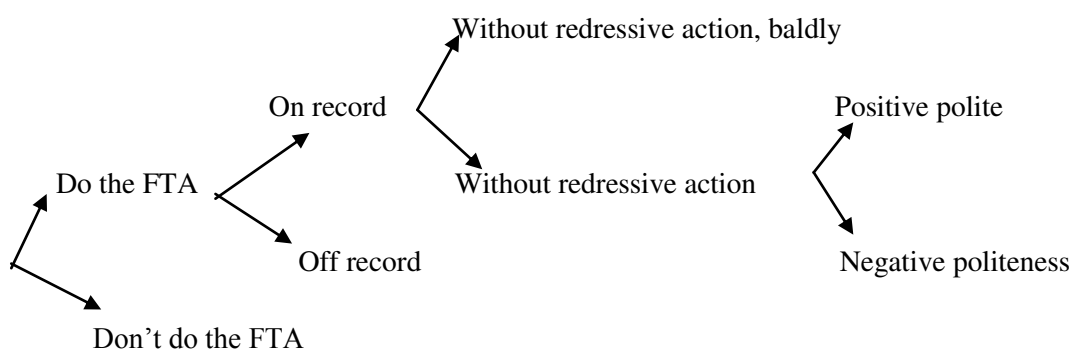 Without redressive action, baldly
On record
Positive polite
Do the FTA
Without redressive action
Off record
Negative politeness
Don't do the FTA